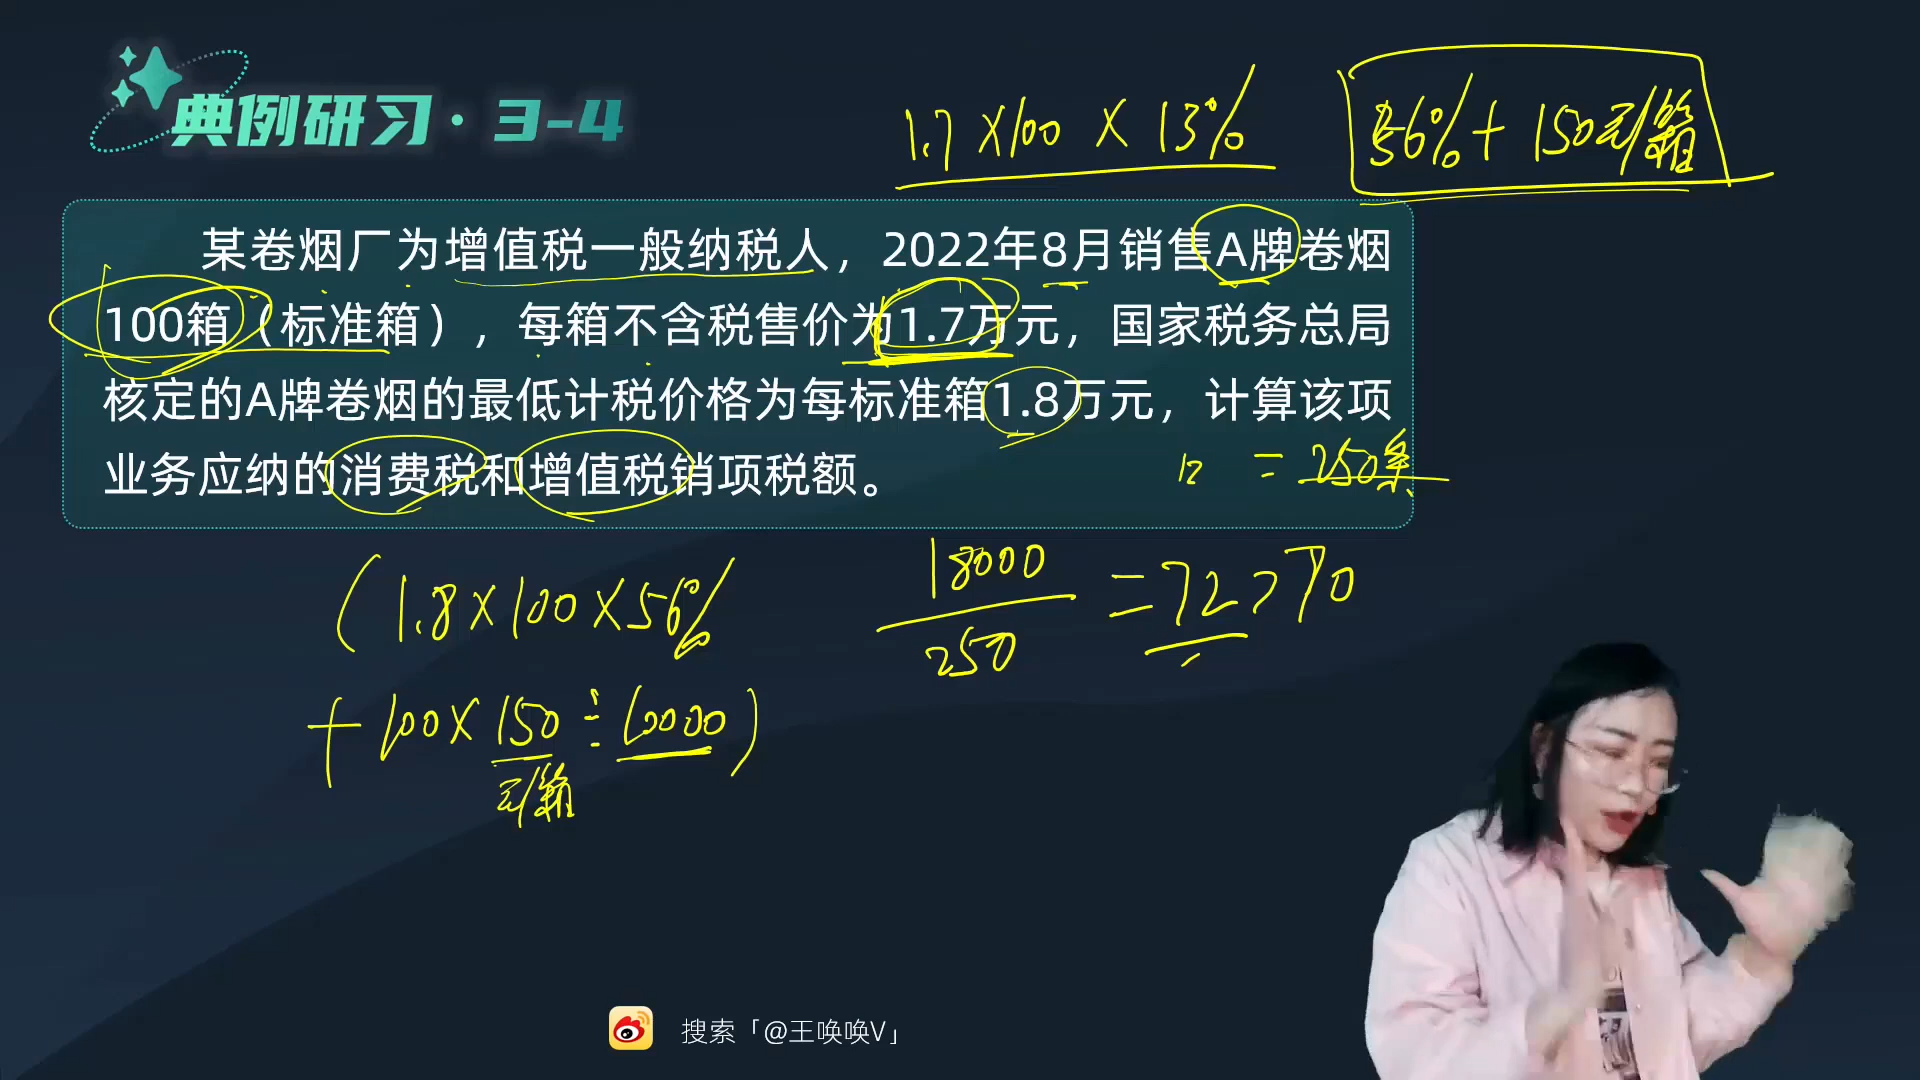 典例研习·3-4
1.7×100×13%
56%+150元/箱
某卷烟厂为增值税一般纳税人，2022年8月销售A牌卷烟
100箱（标准箱），每箱不含税售价为1.7万元，国家税务总局
核定的A牌卷烟的最低计税价格为每标准箱1.8万元，计算该项
业务应纳的消费税和增值税销项税额。
=250条
(1.8×100×56%
+100×150÷10000)
元/箱
18000
250
=72>70
搜索「@王唤唤V」